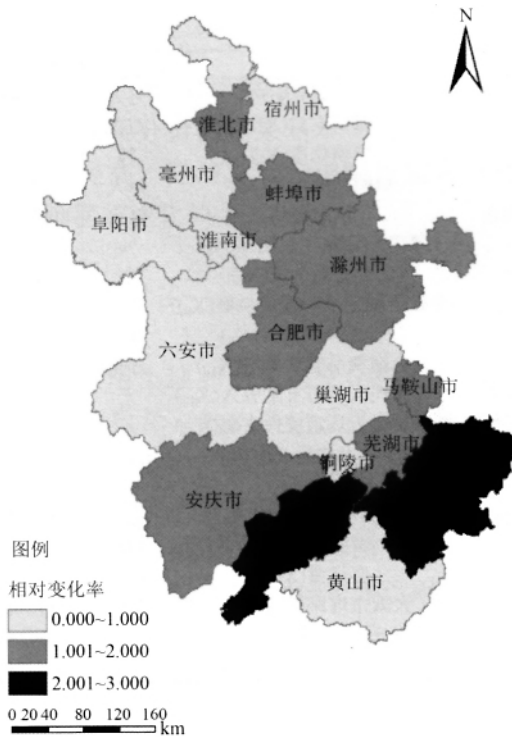 N
宿州市
淮北市
亳州市
蚌埠市
阜阳市
淮南市
滁州市
合肥市
六安市
巢湖市
马鞍山市
芜湖市
铜陵市
安庆市
黄山市
图例
相对变化率
0.000~1.000
1.001~2.000
2.001~3.000
0 20 40 80 120 160
km